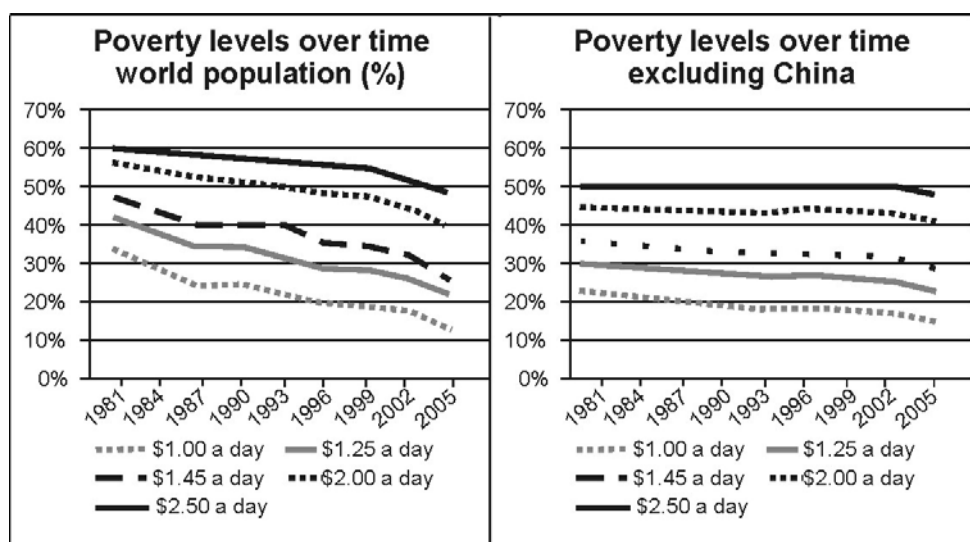 Poverty levels over time
world population (%)
70%
60%
50%
40%
30%
20%
10%
0%
1981
1984
1987
1990
1993
1996
1999
2002
2005
$1.00 a day
$1.25 a day
$1.45 a day
$2.00 a day
$2.50 a day
Poverty levels over time
excluding China
70%
60%
50%
40%
30%
20%
10%
0%
1981
1984
1987
1990
1993
1996
1999
2002
2005
$1.00 a day
$1.25 a day
$1.45 a day
$2.00 a day
$2.50 a day